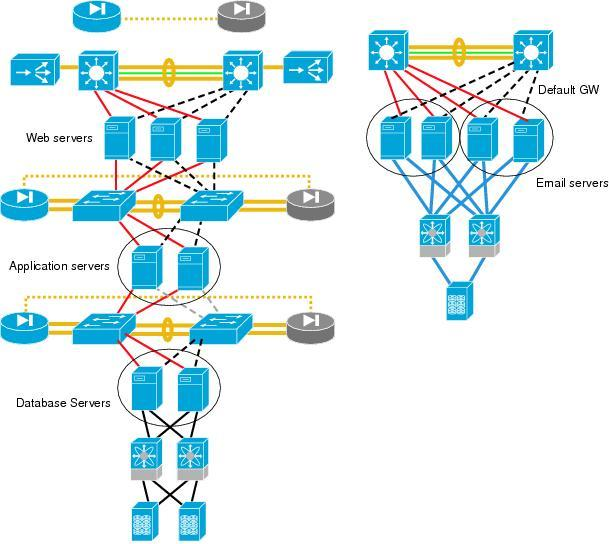 Default GW
Web servers
Email servers
Application servers
Database Servers